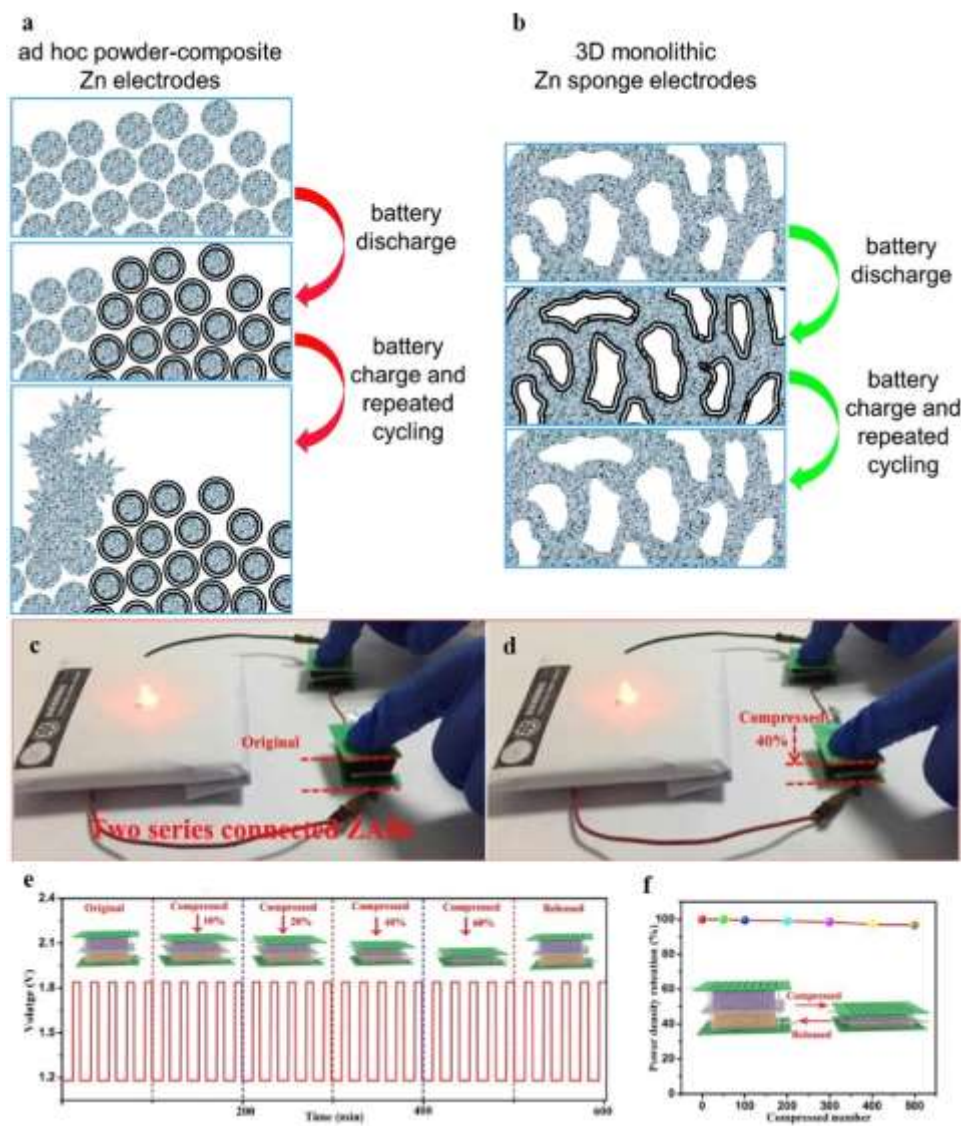 a
ad hoc powder-composite
Zn electrodes
battery
discharge
battery
charge and
repeated
cycling
b
3D monolithic
Zn sponge electrodes
battery
discharge
battery
charge and
repeated
cycling
c
Original
Two series connected ZABs
d
Compressed
40%
e
Volatge (V)
2.4
2.1
1.8
1.5
1.2
Original
Compressed
10%
Compressed
20%
Compressed
40%
Compressed
60%
Released
200
400
600
Time (min)
f
Power density retention (%)
100
80
60
40
20
0
Compressed
Released
0
100
200
300
400
500
Compressed number